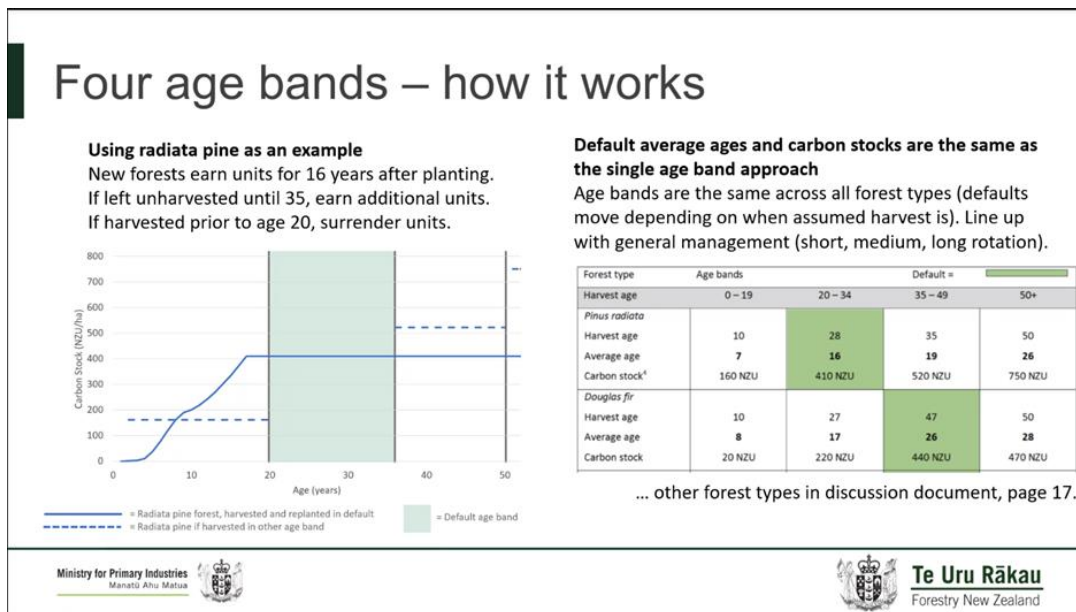 Four age bands – how it works
Using radiata pine as an example
New forests earn units for 16 years after planting.
If left unharvested until 35, earn additional units.
If harvested prior to age 20, surrender units.
800
700
600
500
400
300
200
100
0
Carbon Stock (NZU/ha)
0 10 20 30 40 50
Age (years)
= Radiata pine forest, harvested and replanted in default
= Radiata pine if harvested in other age band
= Default age band
Default average ages and carbon stocks are the same as
the single age band approach
Age bands are the same across all forest types (defaults
move depending on when assumed harvest is). Line up
with general management (short, medium, long rotation).
Forest type Age bands Default =
Harvest age 0 – 19 20 – 34 35 – 49 50+
Pinus radiata
Harvest age 10 28 35 50
Average age 7 16 19 26
Carbon stock⁴ 160 NZU 410 NZU 520 NZU 750 NZU
Douglas fir
Harvest age 10 27 47 50
Average age 8 17 26 28
Carbon stock 20 NZU 220 NZU 440 NZU 470 NZU
... other forest types in discussion document, page 17.
Ministry for Primary Industries
Manatū Ahu Matua
Te Uru Rākau
Forestry New Zealand